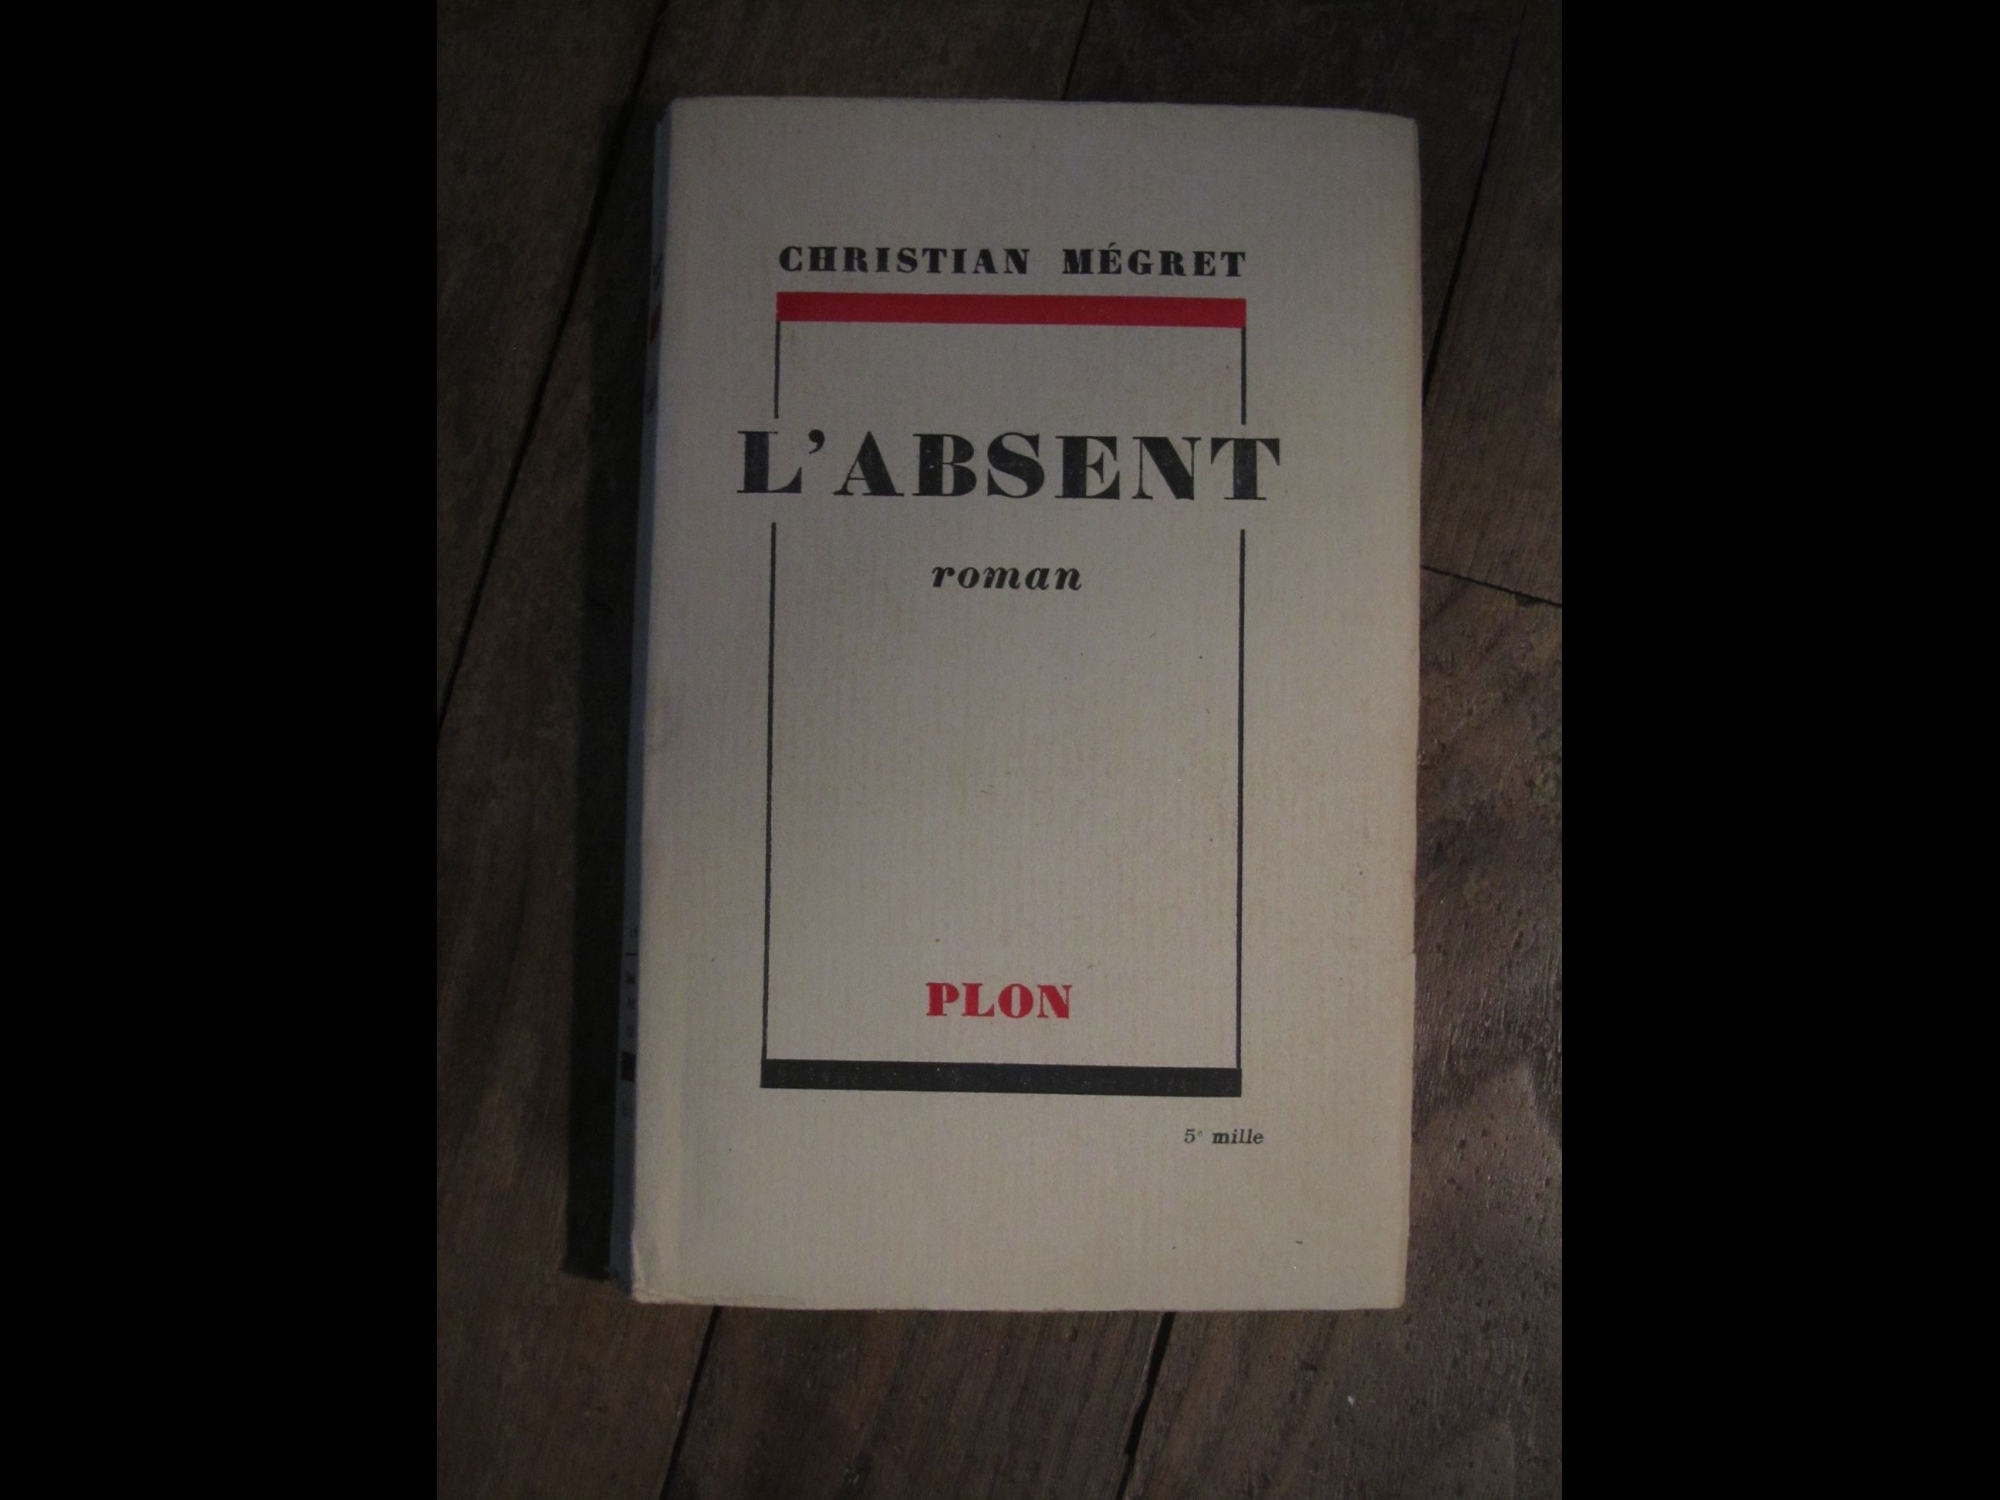 CHRISTIAN MÉGRET
L'ABSENT
roman
PLON
5e mille